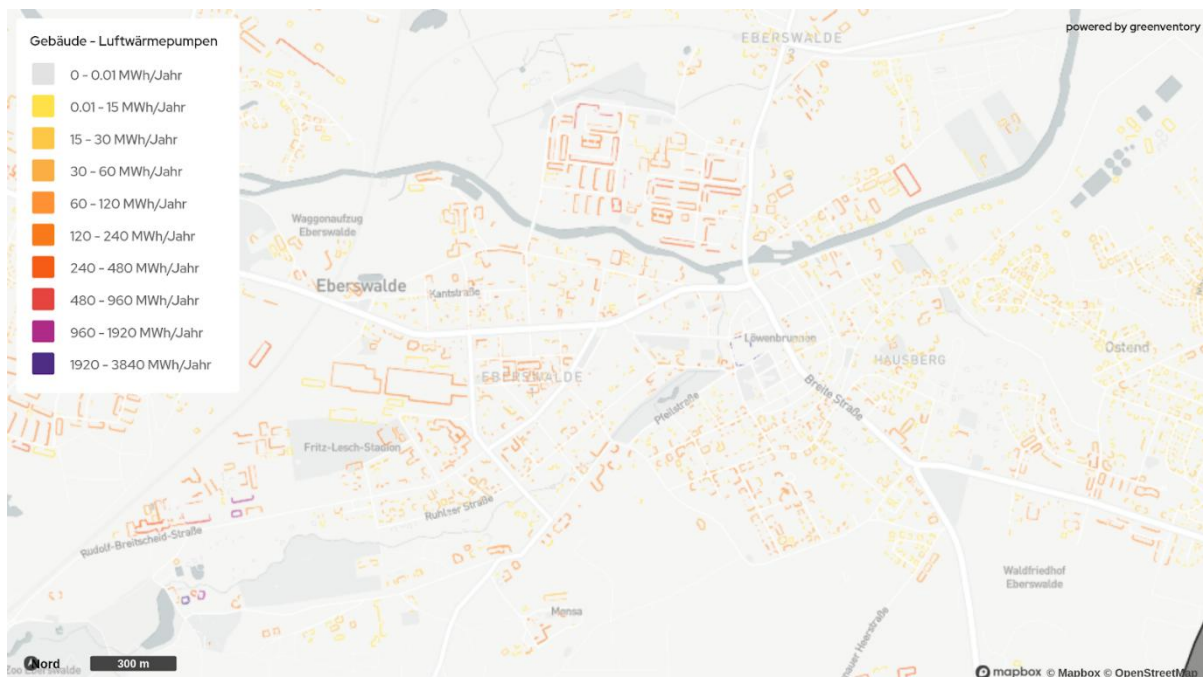 Gebäude - Luftwärmepumpen
0 - 0.01 MWh/Jahr
0.01 - 15 MWh/Jahr
15 - 30 MWh/Jahr
30 - 60 MWh/Jahr
60 - 120 MWh/Jahr
120 - 240 MWh/Jahr
240 - 480 MWh/Jahr
480 - 960 MWh/Jahr
960 - 1920 MWh/Jahr
1920 - 3840 MWh/Jahr
powered by greenventory
EBERSWALDE
Waggonaufzug
Eberswalde
Eberswalde
Kantstraße
Löwenbrunnen
Ostend
HAUSBERG
EBERSWALDE
Breite Straße
Pfeilstraße
Fritz-Lesch-Stadion
Ruhlaer Straße
Rudolf-Breitscheid-Straße
Waldfriedhof
Eberswalde
Mensa
Nord
300 m
Zoo Eberswalde
mapbox © Mapbox © OpenStreetMap